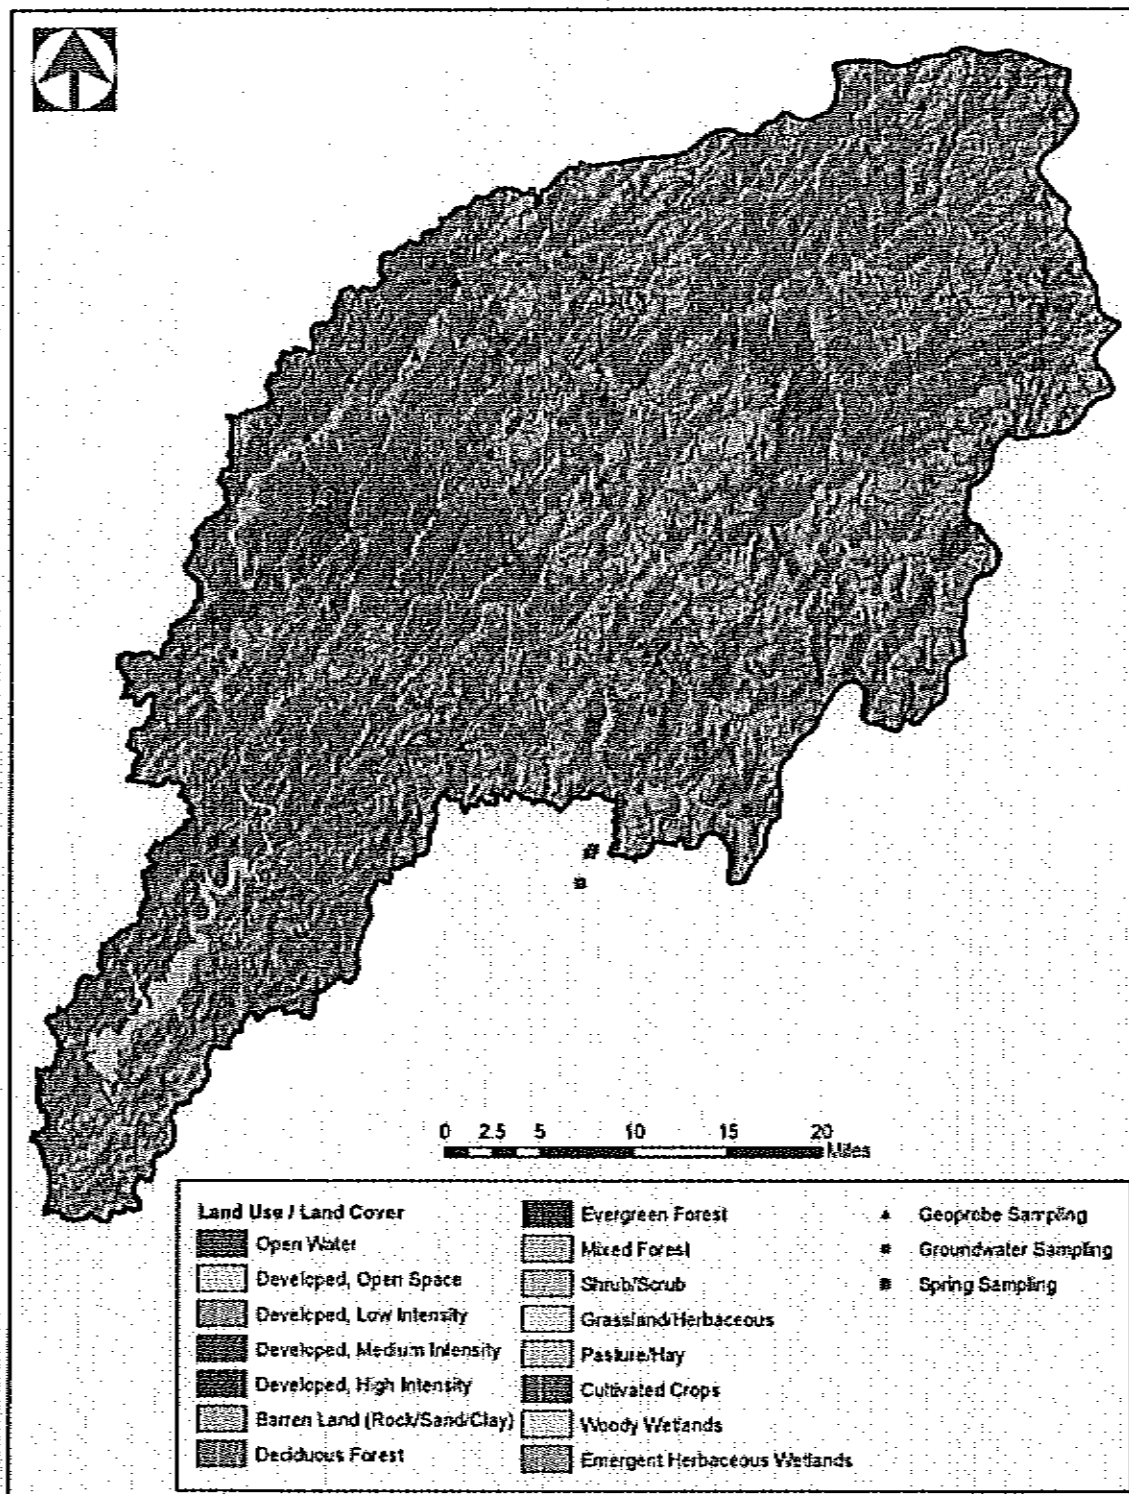 0 2.5 5 10 15 20
Miles
Land Use / Land Cover
Open Water
Developed, Open Space
Developed, Low Intensity
Developed, Medium Intensity
Developed, High Intensity
Barren Land (Rock/Sand/Clay)
Deciduous Forest
Evergreen Forest
Mixed Forest
Shrub/Scrub
Grassland/Herbaceous
Pasture/Hay
Cultivated Crops
Woody Wetlands
Emergent Herbaceous Wetlands
Geoprobe Sampling
Groundwater Sampling
Spring Sampling